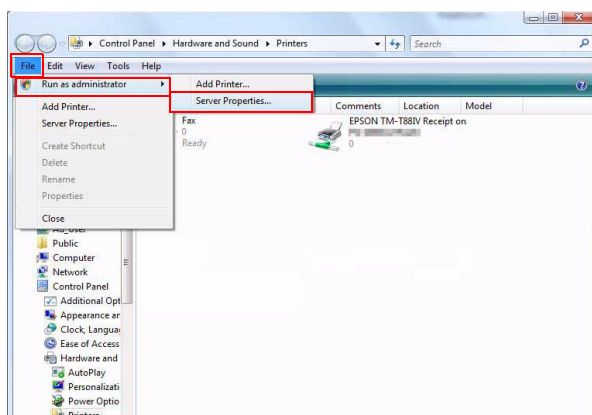 Control Panel ▸ Hardware and Sound ▸ Printers
Search
File Edit View Tools Help
Run as administrator
Add Printer...
Server Properties...
Add Printer...
Server Properties...
Create Shortcut
Delete
Rename
Properties
Close
Comments Location Model
Fax
0
Ready
EPSON TM-T88IV Receipt on
0
Public
Computer
Network
Control Panel
Additional Opt
Appearance an
Clock, Languag
Ease of Access
Hardware and
AutoPlay
Personalizati
Power Optio
Printers